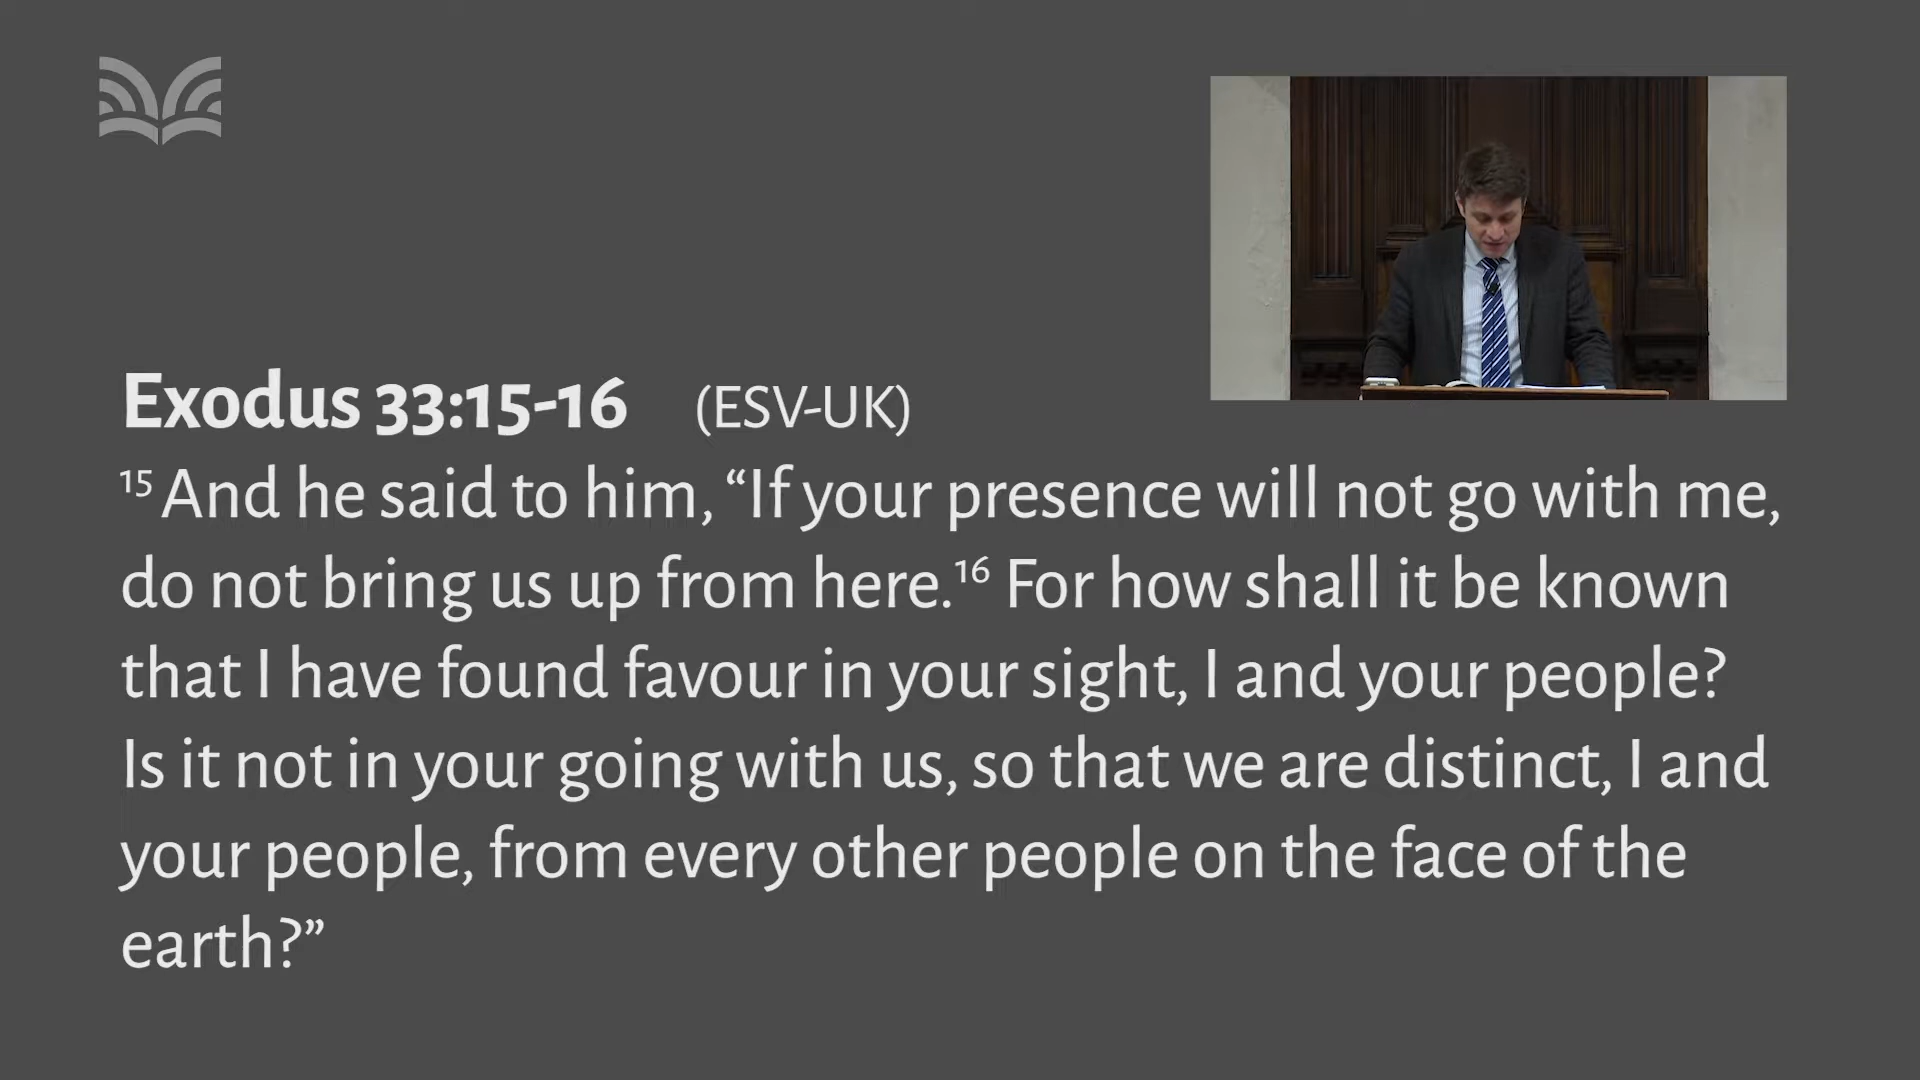 Exodus 33:15-16 (ESV-UK)
15 And he said to him, “If your presence will not go with me,
do not bring us up from here.16 For how shall it be known
that I have found favour in your sight, I and your people?
Is it not in your going with us, so that we are distinct, I and
your people, from every other people on the face of the
earth?”